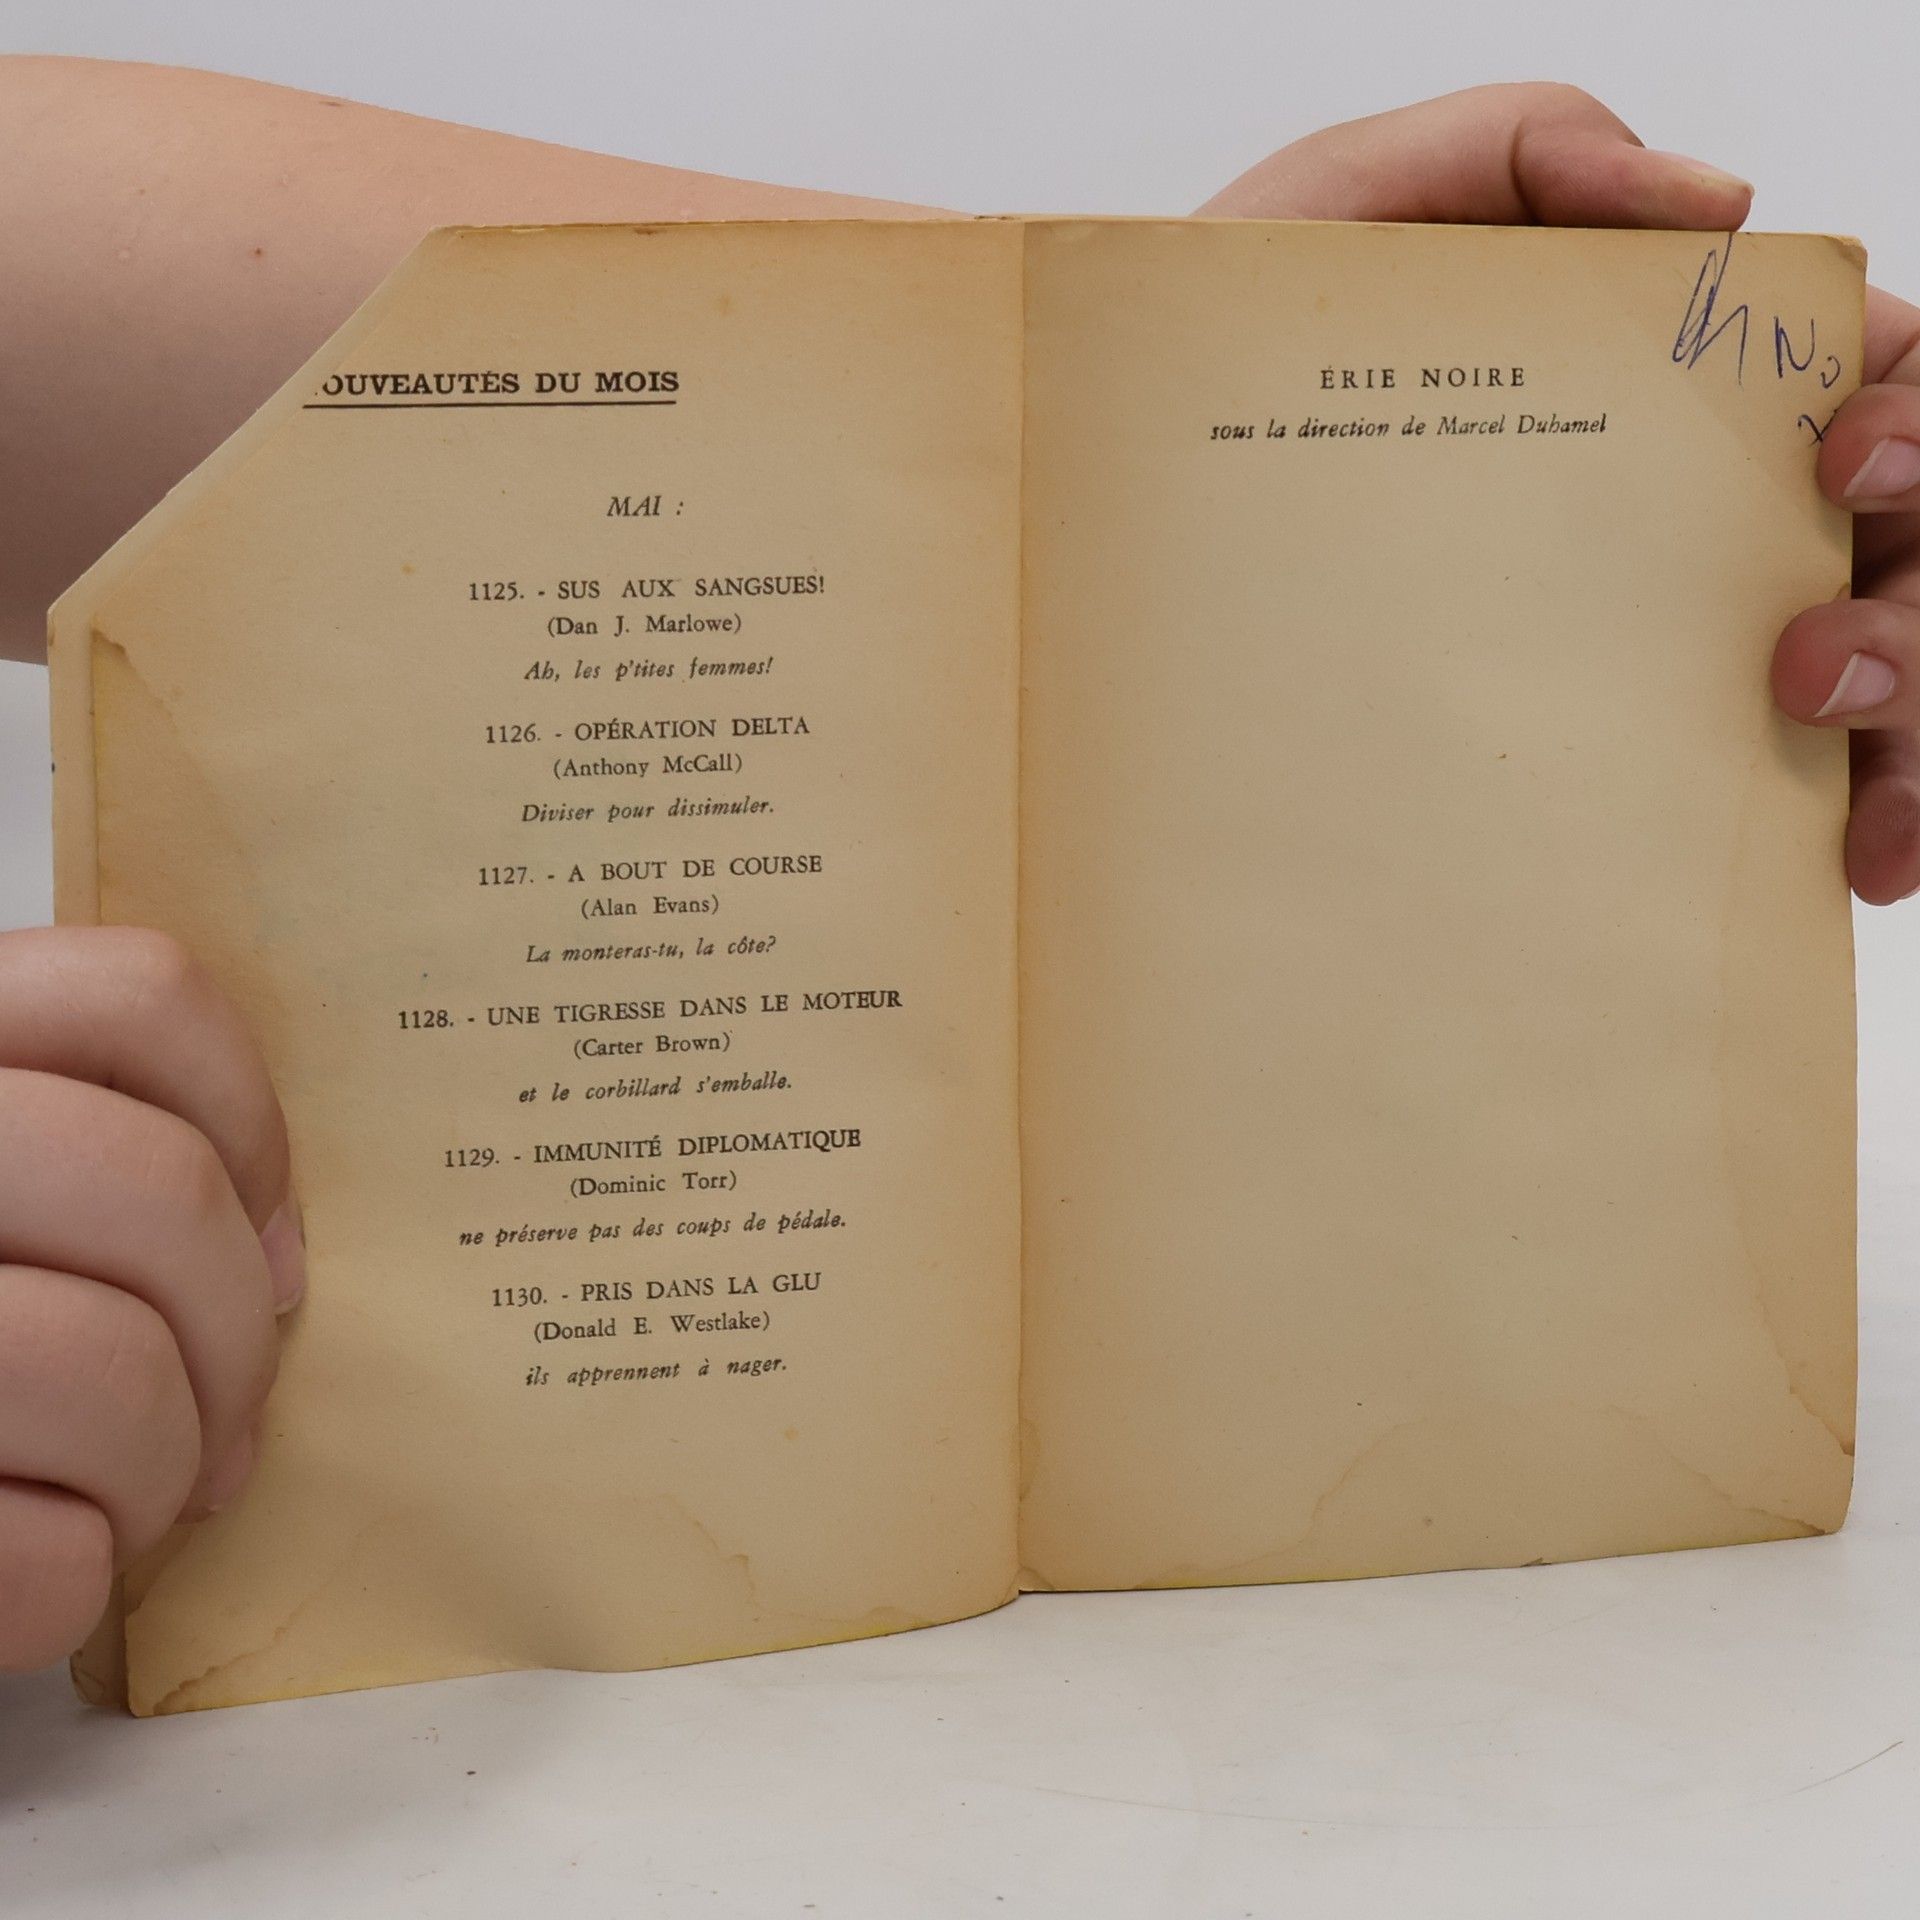 OUVEAUTÉS DU MOIS
MAI :
1125. - SUS AUX SANGSUES!
(Dan J. Marlowe)
Ah, les p'tites femmes!
1126. - OPÉRATION DELTA
(Anthony McCall)
Diviser pour dissimuler.
1127. - A BOUT DE COURSE
(Alan Evans)
La monteras-tu, la côte?
1128. - UNE TIGRESSE DANS LE MOTEUR
(Carter Brown)
et le corbillard s'emballe.
1129. - IMMUNITÉ DIPLOMATIQUE
(Dominic Torr)
ne préserve pas des coups de pédale.
1130. - PRIS DANS LA GLU
(Donald E. Westlake)
ils apprennent à nager.
ÉRIE NOIRE
sous la direction de Marcel Duhamel